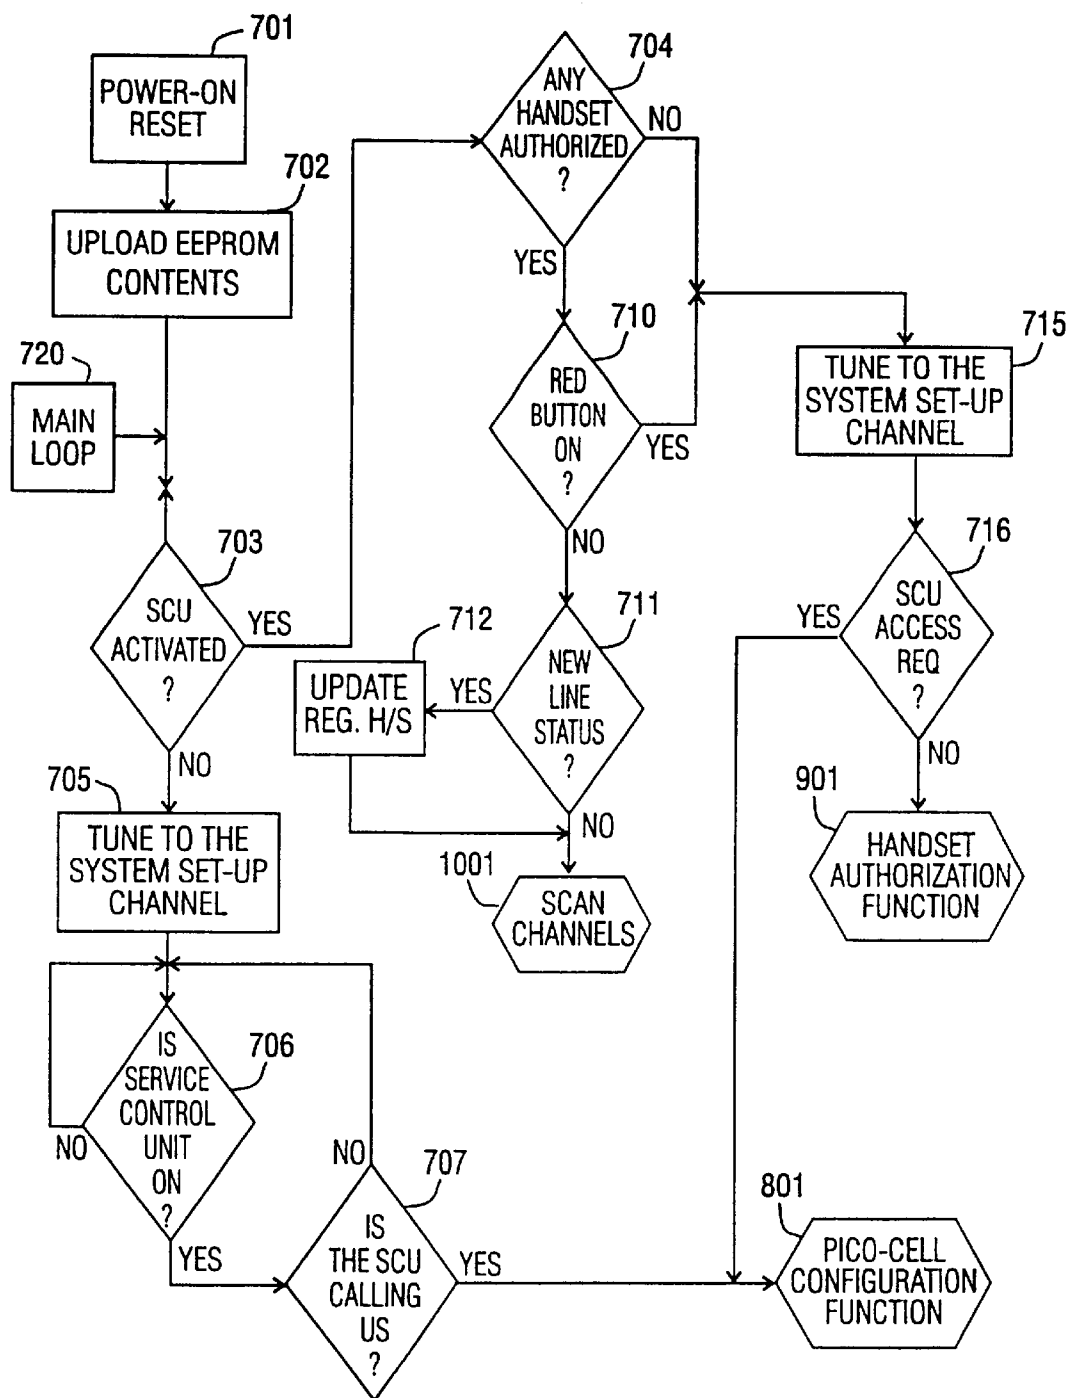 701
POWER-ON
RESET
702
UPLOAD EEPROM
CONTENTS
720
MAIN
LOOP
703
SCU
ACTIVATED
?
YES
NO
705
TUNE TO THE
SYSTEM SET-UP
CHANNEL
706
IS
SERVICE
CONTROL
UNIT
ON
?
NO
YES
707
IS
THE SCU
CALLING
US
?
NO
YES
704
ANY
HANDSET
AUTHORIZED
?
NO
YES
710
RED
BUTTON
ON
?
YES
NO
711
NEW
LINE
STATUS
?
YES
NO
712
UPDATE
REG. H/S
1001
SCAN
CHANNELS
715
TUNE TO THE
SYSTEM SET-UP
CHANNEL
716
SCU
ACCESS
REQ
?
YES
NO
901
HANDSET
AUTHORIZATION
FUNCTION
801
PICO-CELL
CONFIGURATION
FUNCTION